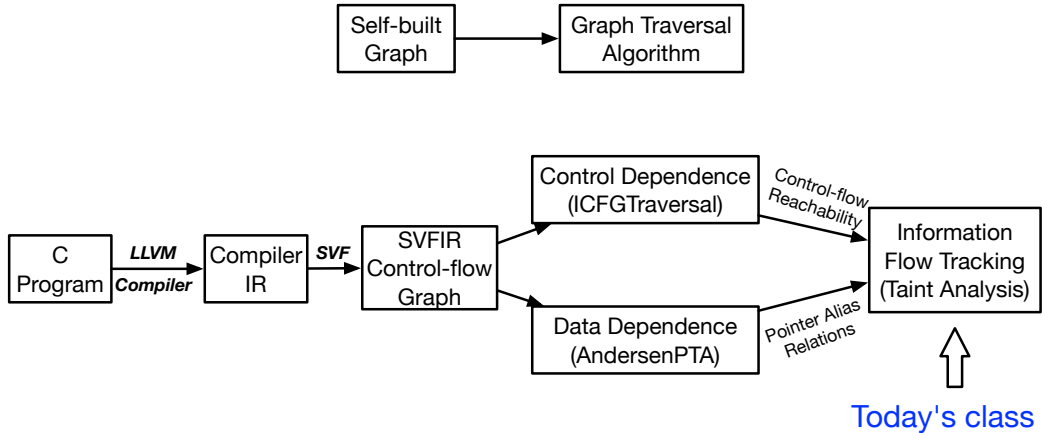 Self-built
Graph
Graph Traversal
Algorithm
C
Program
LLVM
Compiler
Compiler
IR
SVF
SVFIR
Control-flow
Graph
Control Dependence
(ICFGTraversal)
Control-flow
Reachability
Data Dependence
(AndersenPTA)
Pointer Alias
Relations
Information
Flow Tracking
(Taint Analysis)
Today's class